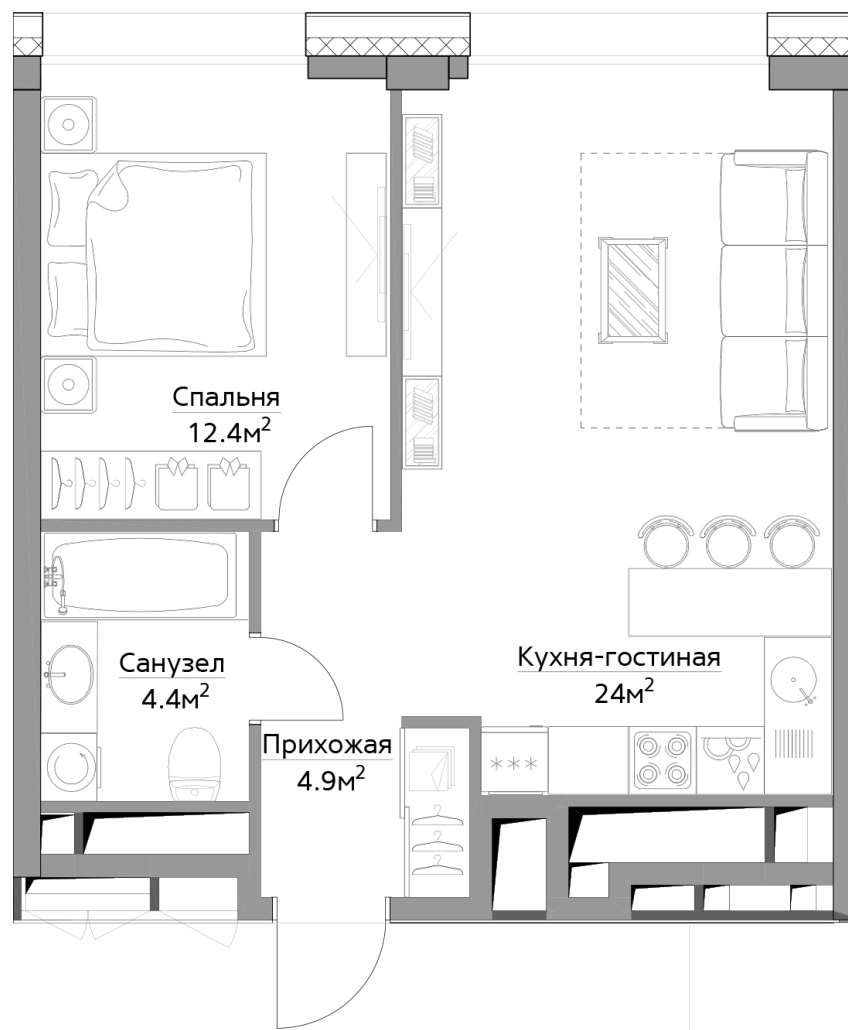 Спальня
12.4м²
Санузел
4.4м²
Кухня-гостиная
24м²
Прихожая
4.9м²